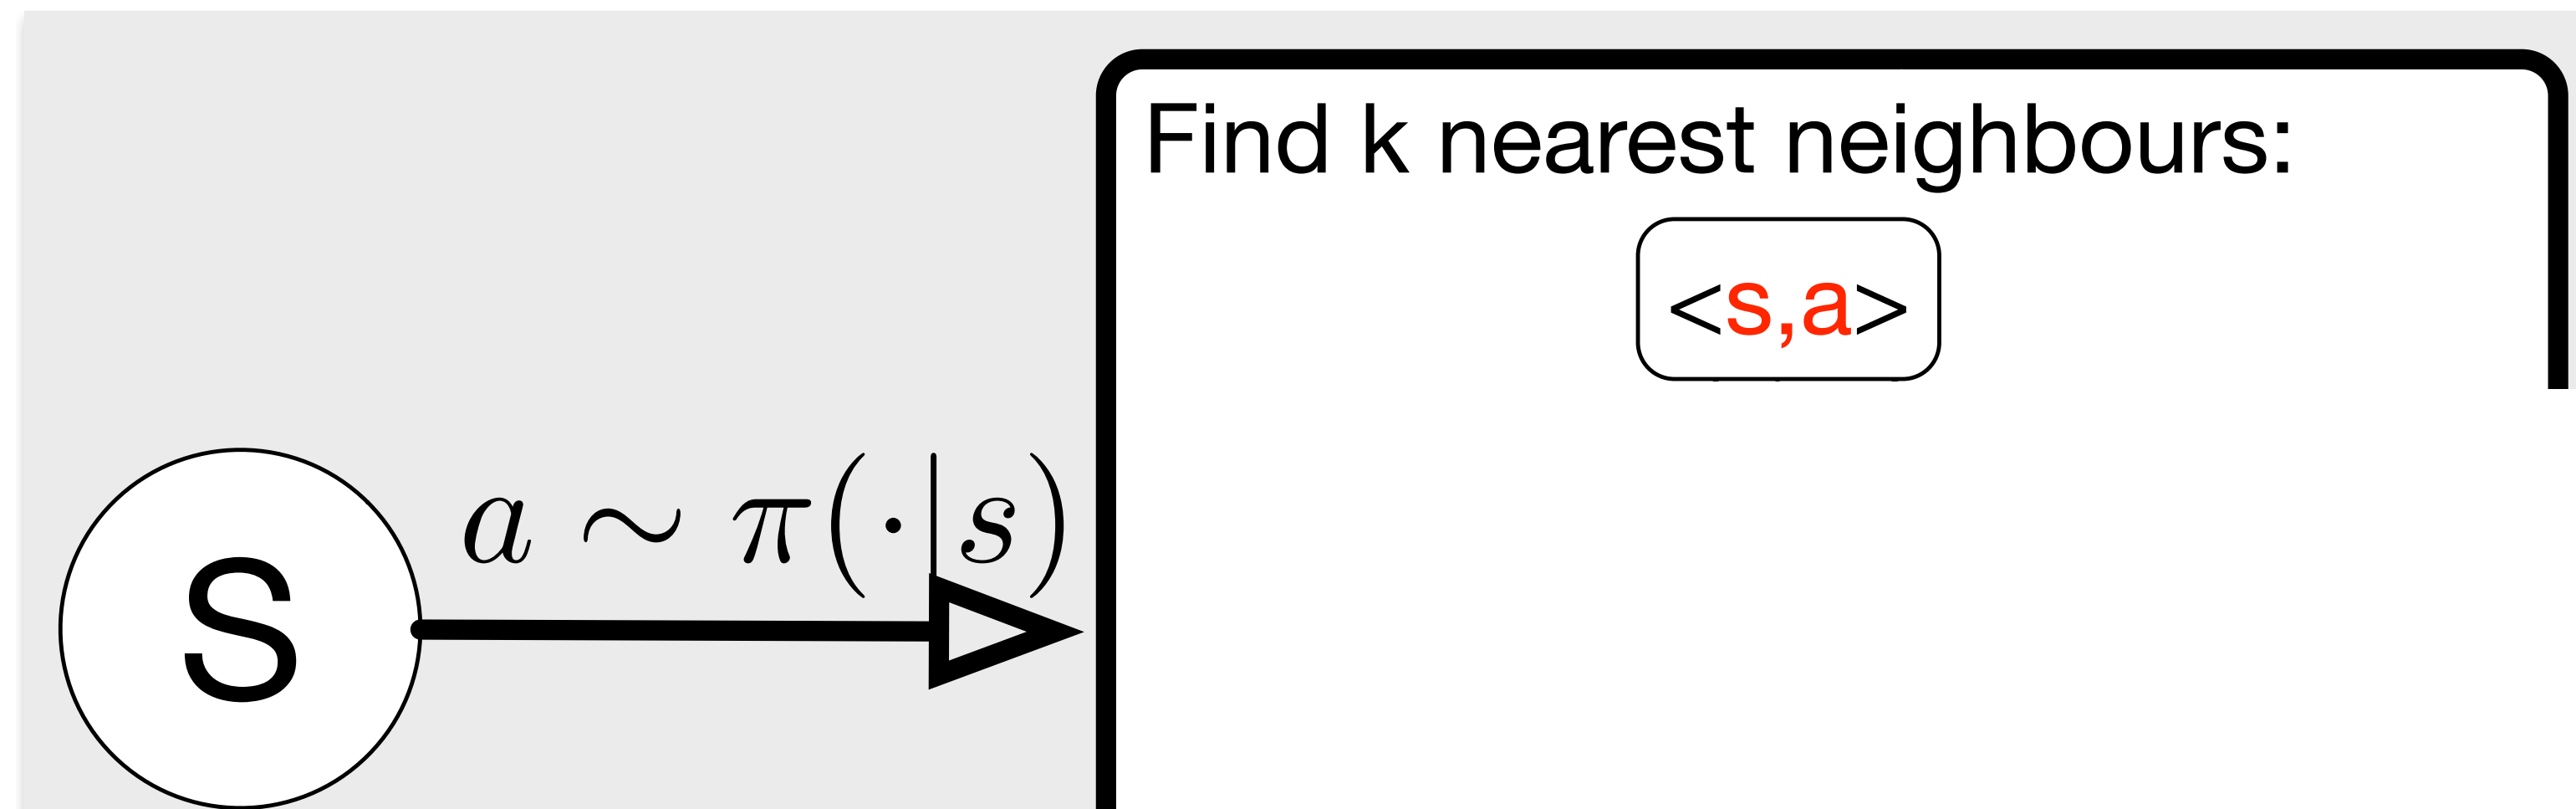 Find k nearest neighbours:
<s,a>
a ∼ π(·|s)
S